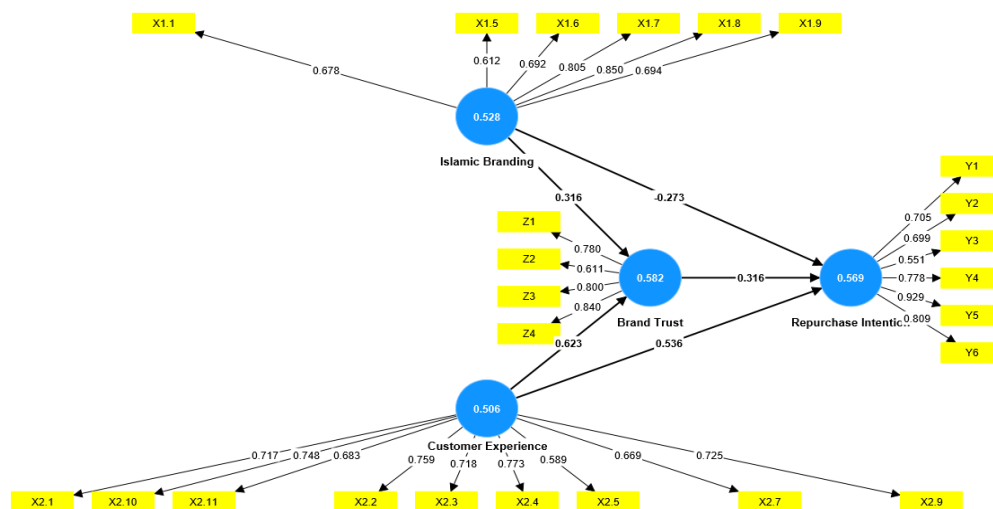 X1.1
X1.5
X1.6
X1.7
X1.8
X1.9
0.678
0.612
0.692
0.805
0.850
0.694
0.528
Islamic Branding
0.316
-0.273
Z1
Z2
Z3
Z4
0.780
0.611
0.800
0.840
0.582
Brand Trust
0.316
0.569
Repurchase Intention
Y1
Y2
Y3
Y4
Y5
Y6
0.705
0.699
0.551
0.778
0.929
0.809
0.623
0.536
0.506
Customer Experience
0.717
0.748
0.683
0.759
0.718
0.773
0.589
0.669
0.725
X2.1
X2.10
X2.11
X2.2
X2.3
X2.4
X2.5
X2.7
X2.9